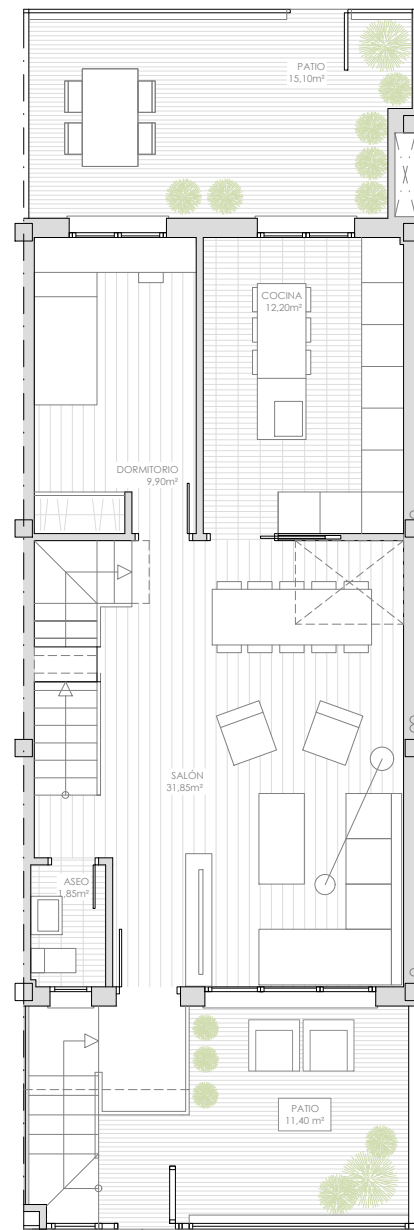 PATIO
15,10m²
COCINA
12,20m²
DORMITORIO
9,90m²
SALÓN
31,85m²
ASEO
1,85m²
PATIO
11,40 m²